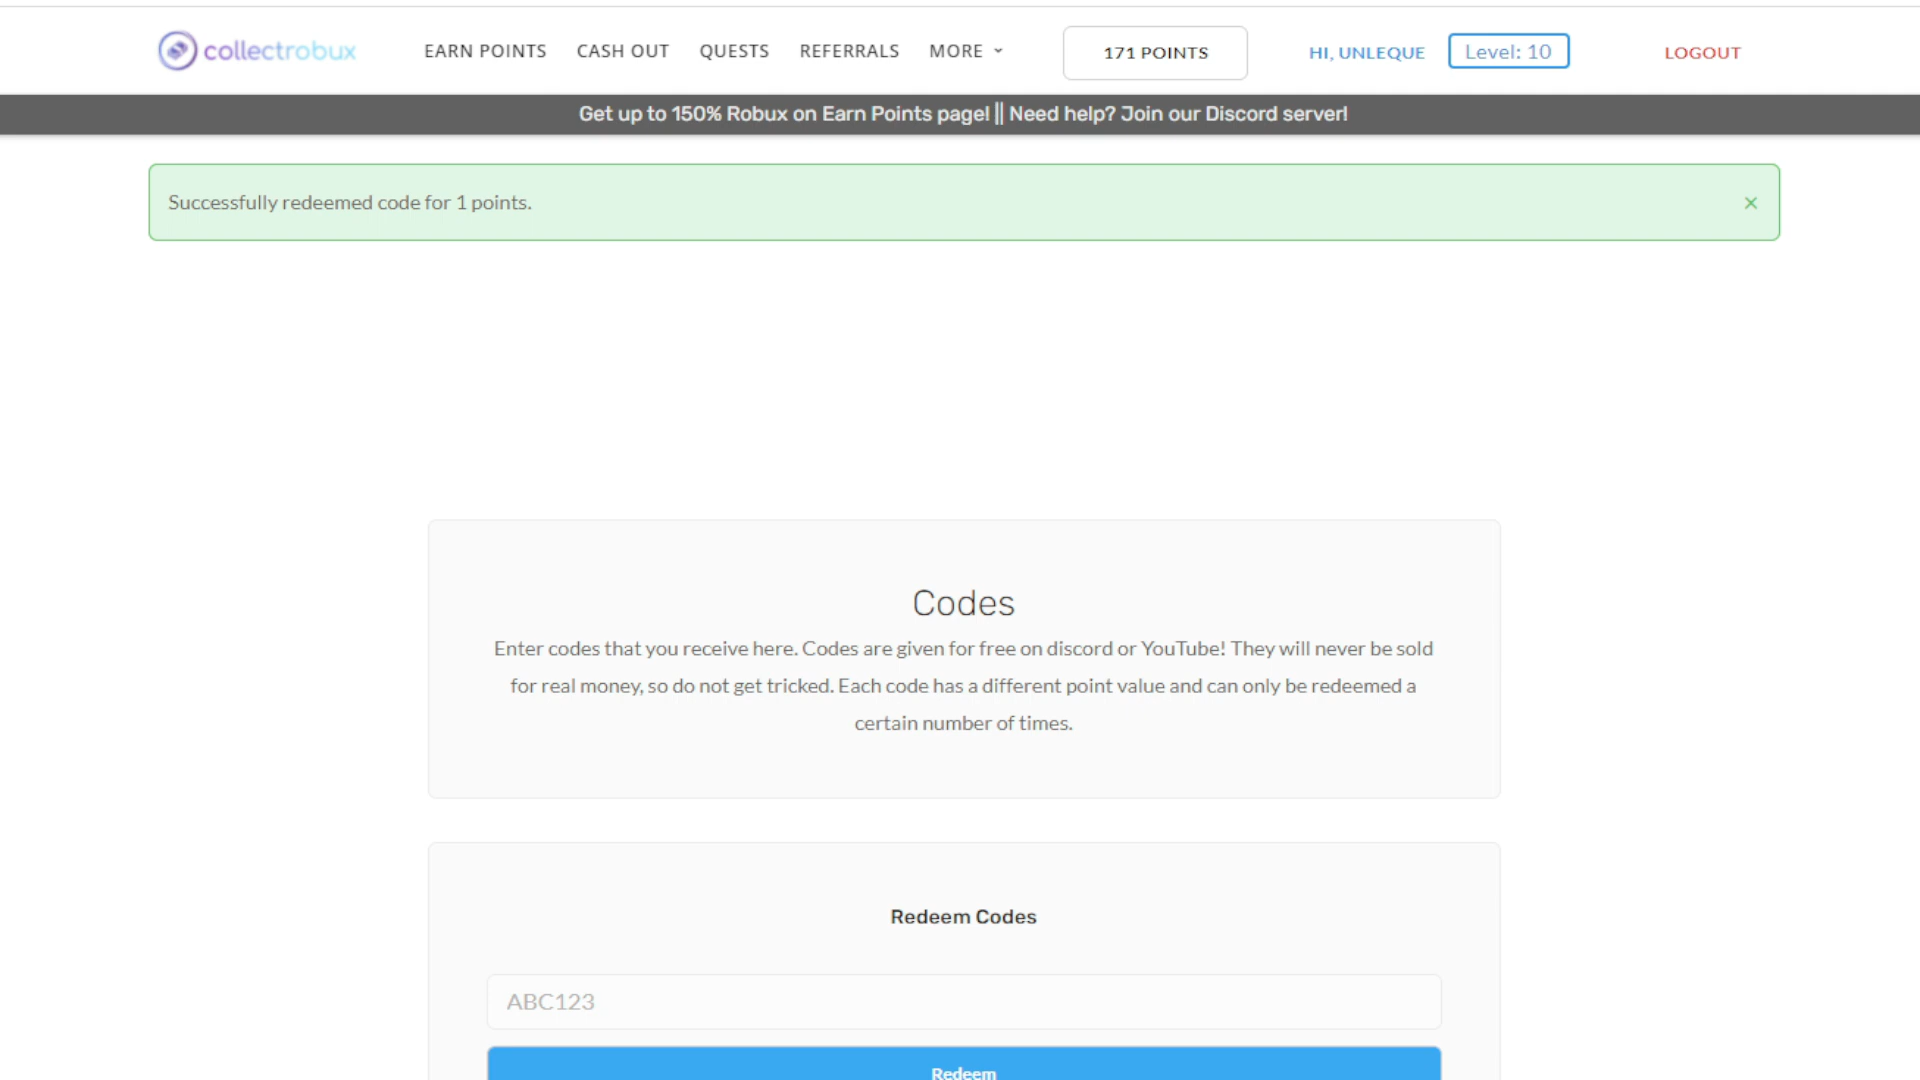 collectrobux
EARN POINTS CASH OUT QUESTS REFERRALS MORE
171 POINTS
HI, UNLEQUE
Level: 10
LOGOUT
Get up to 150% Robux on Earn Points page! || Need help? Join our Discord server!
Successfully redeemed code for 1 points.
×
Codes
Enter codes that you receive here. Codes are given for free on discord or YouTube! They will never be sold
for real money, so do not get tricked. Each code has a different point value and can only be redeemed a
certain number of times.
Redeem Codes
ABC123
Redeem